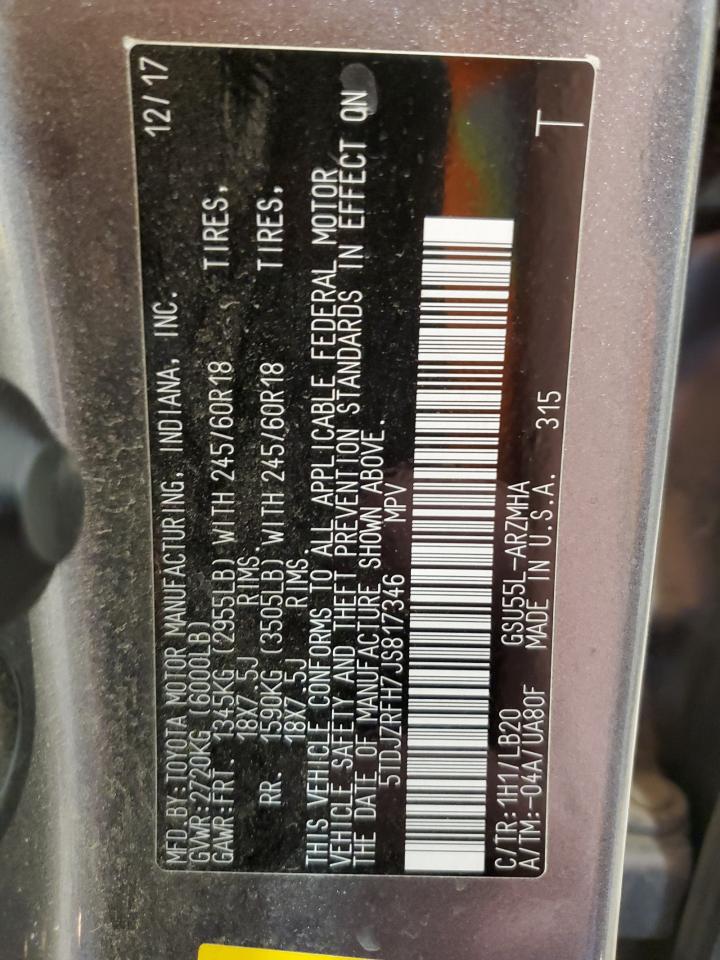 MFD.BY:TOYOTA MOTOR MANUFACTURING, INDIANA, INC. 12/17
GVWR:2720KG (6000LB)
GAWR:FRT. 1345KG (2955LB) WITH 245/60R18 TIRES,
18X7.5J RIMS.
RR. 1590KG (3505LB) WITH 245/60R18 TIRES,
18X7.5J RIMS.
THIS VEHICLE CONFORMS TO ALL APPLICABLE FEDERAL MOTOR
VEHICLE SAFETY AND THEFT PREVENTION STANDARDS IN EFFECT ON
THE DATE OF MANUFACTURE SHOWN ABOVE.
5TDJZRFH7JS817346 MPV
C/TR:1H1/LB20 GSU55L-ARZMHA T
A/TM:-04A/UA80F MADE IN U.S.A. 315